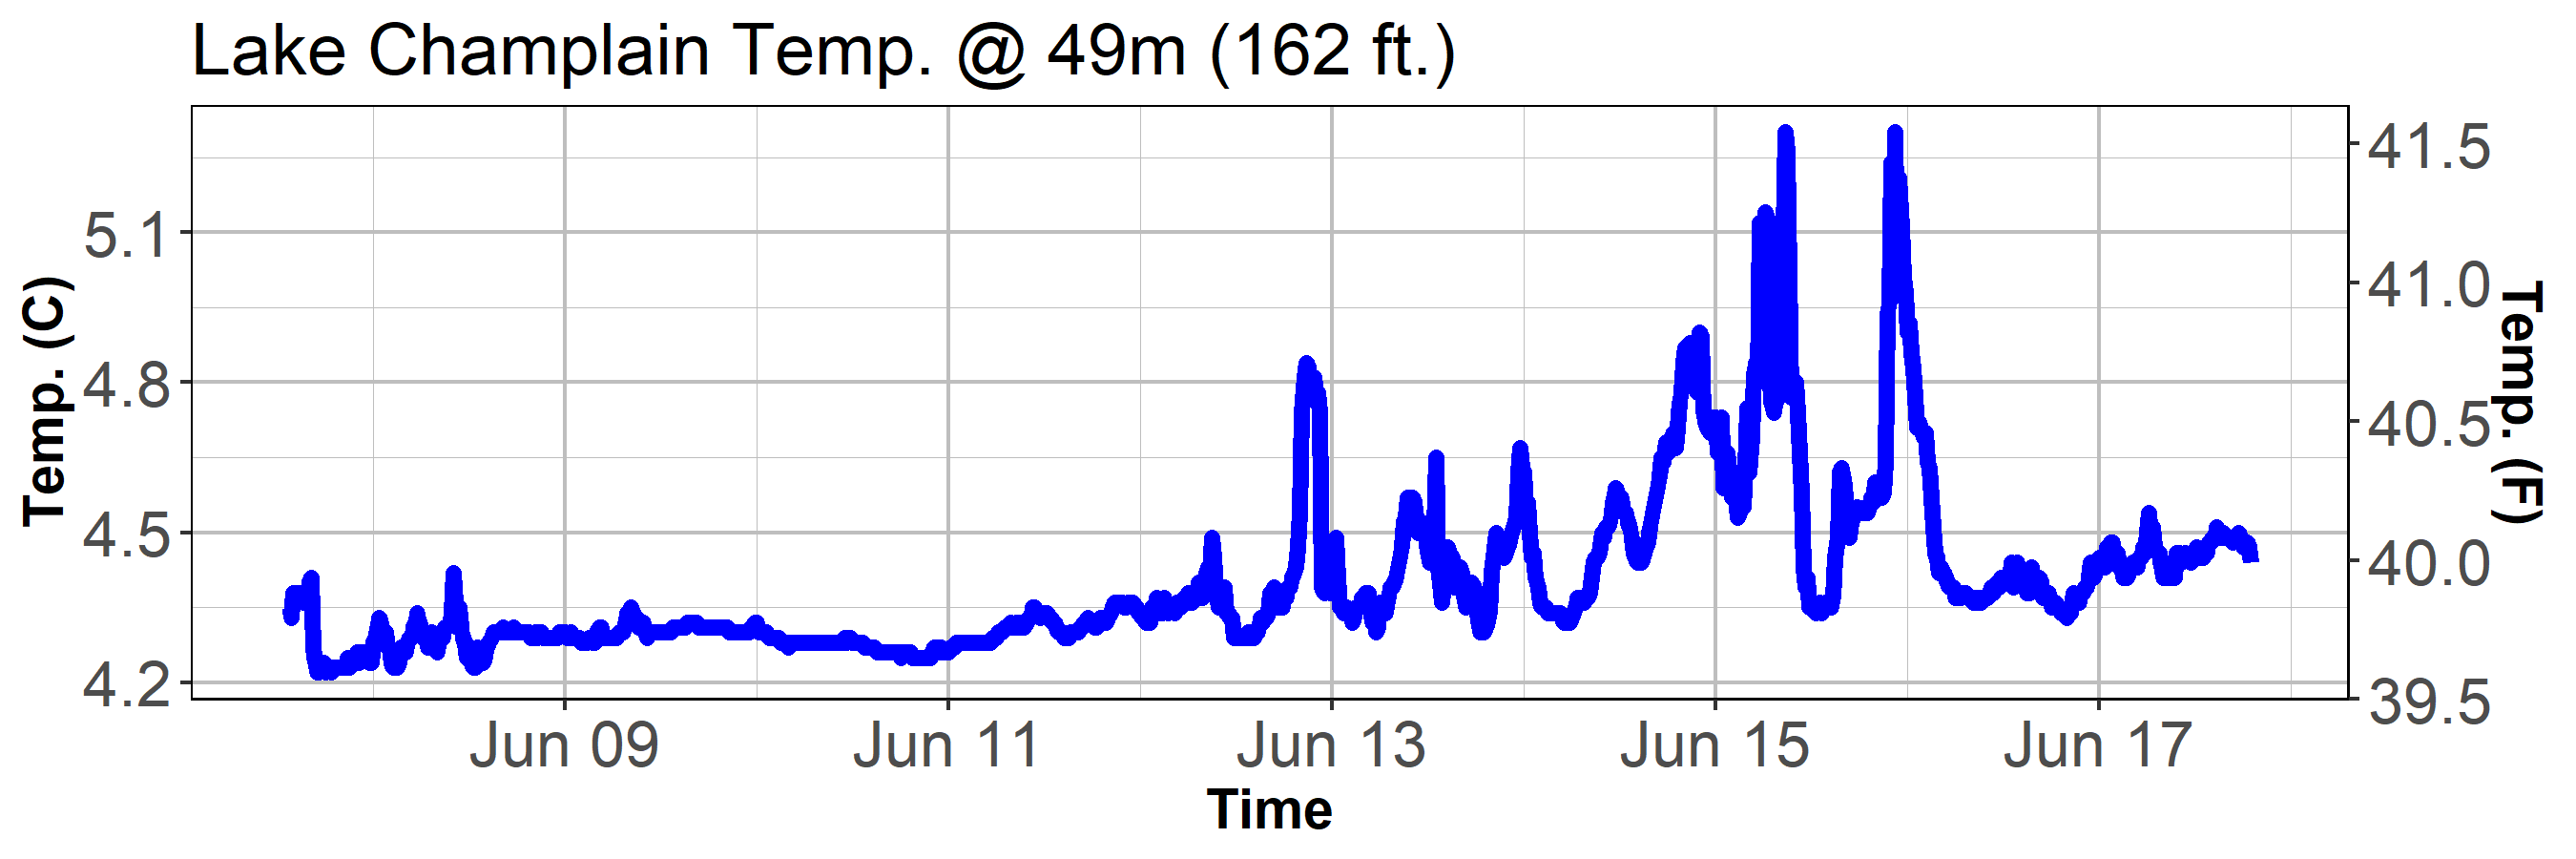 Lake Champlain Temp. @ 49m (162 ft.)
Temp. (C)
5.1
4.8
4.5
4.2
41.5
41.0
40.5
40.0
39.5
Temp. (F)
Jun 09 Jun 11 Jun 13 Jun 15 Jun 17
Time